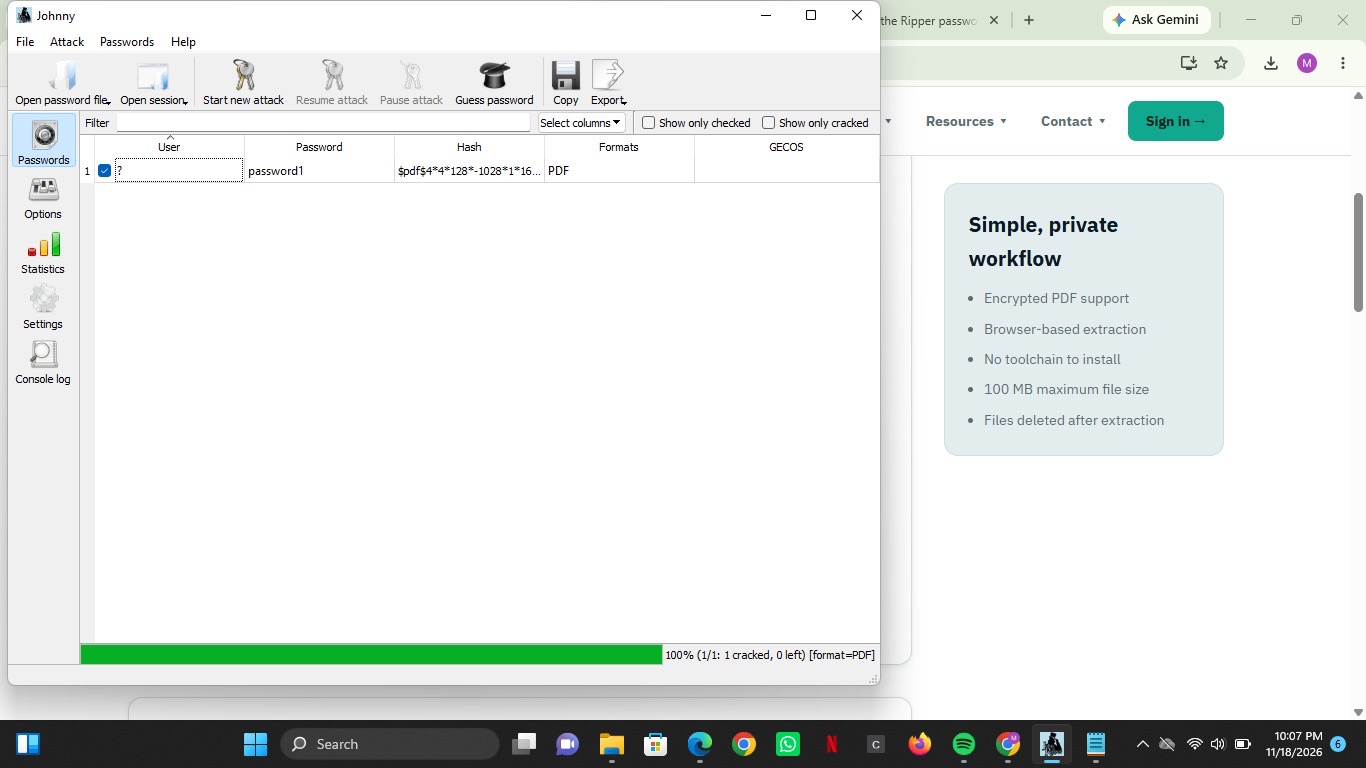 Johnny
the Ripper passwo
Ask Gemini
File Attack Passwords Help
M
Open password file Open session Start new attack Resume attack Pause attack Guess password Copy Export
Resources Contact Sign in →
Filter Select columns Show only checked Show only cracked
User Password Hash Formats GECOS
1 ? password1 $pdf$4*4*128*-1028*1*16... PDF
Passwords
Options
Statistics
Settings
Console log
Simple, private
workflow
Encrypted PDF support
Browser-based extraction
No toolchain to install
100 MB maximum file size
Files deleted after extraction
100% (1/1: 1 cracked, 0 left) [format=PDF]
Search
N
C
M
10:07 PM
11/18/2026
6